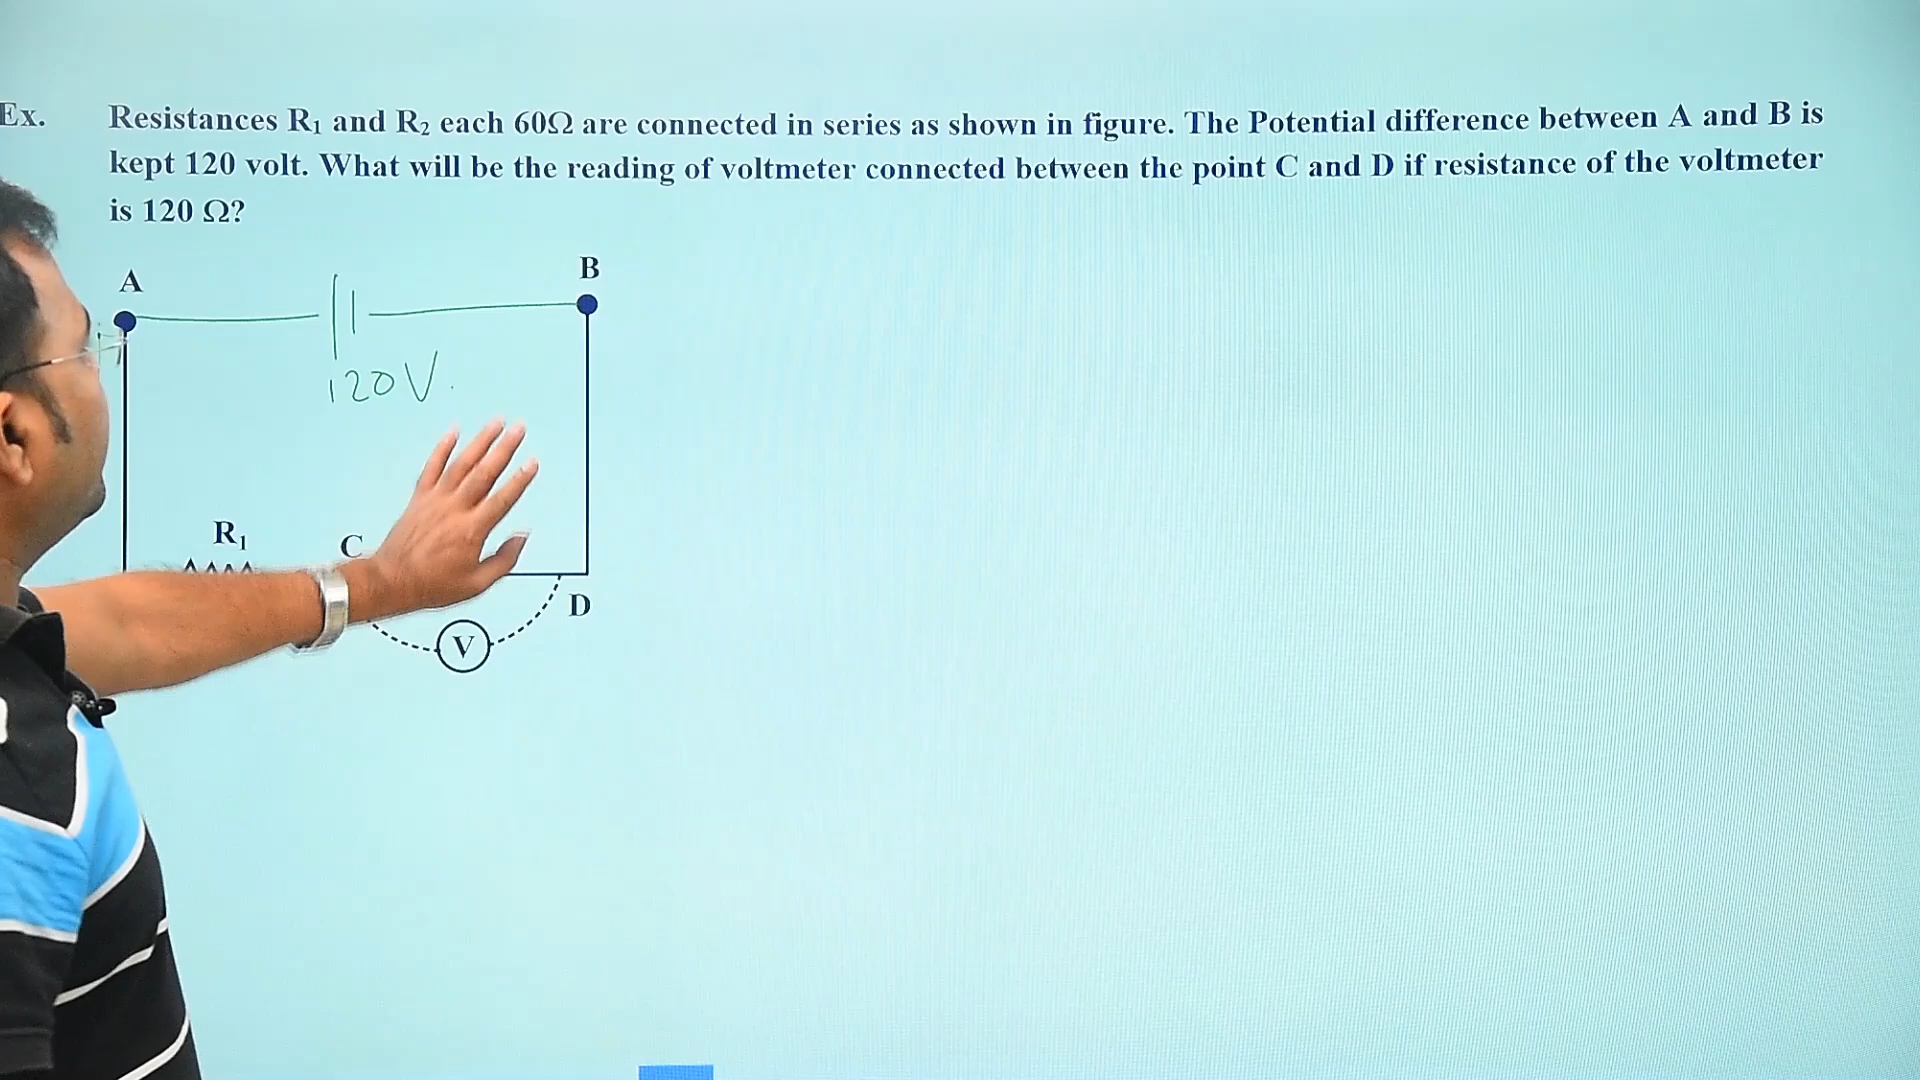 Ex. Resistances R₁ and R₂ each 60Ω are connected in series as shown in figure. The Potential difference between A and B is
kept 120 volt. What will be the reading of voltmeter connected between the point C and D if resistance of the voltmeter
is 120 Ω?
A
B
120V.
R₁
C
D
V